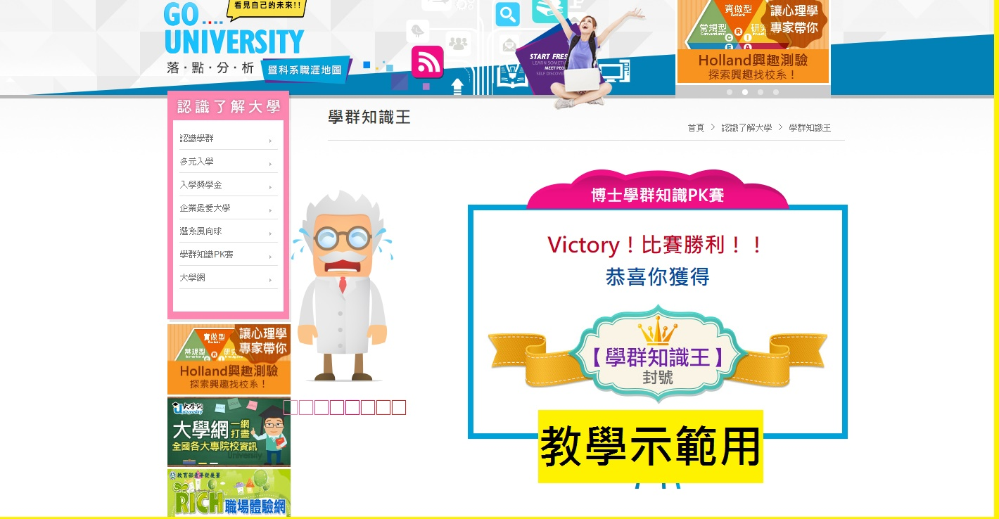 看見自己的未來!!
GO....
UNIVERSITY
落·點·分·析
暨科系職涯地圖
START FRES
LEARN SOMETH
MEET PEO
SELF DISCOVE
實做型
Realistic
常規型
Conventional
研究
R
I
C
E
A
讓心理學
專家帶你
Holland興趣測驗
探索興趣找校系！
認識了解大學
認識學群
多元入學
入學獎學金
企業最愛大學
選系風向球
學群知識PK賽
大學網
學群知識王
首頁 > 認識了解大學 > 學群知識王
博士學群知識PK賽
Victory！比賽勝利！！
恭喜你獲得
【學群知識王】
封號
教學示範用
實做型
Realistic
常規型
研究
R
讓心理學
專家帶你
Holland興趣測驗
探索興趣找校系！
大學網
University
大學網
一網
打盡
全國各大專院校資訊
University
教育部青年發展署
GO
RICH
職場體驗網